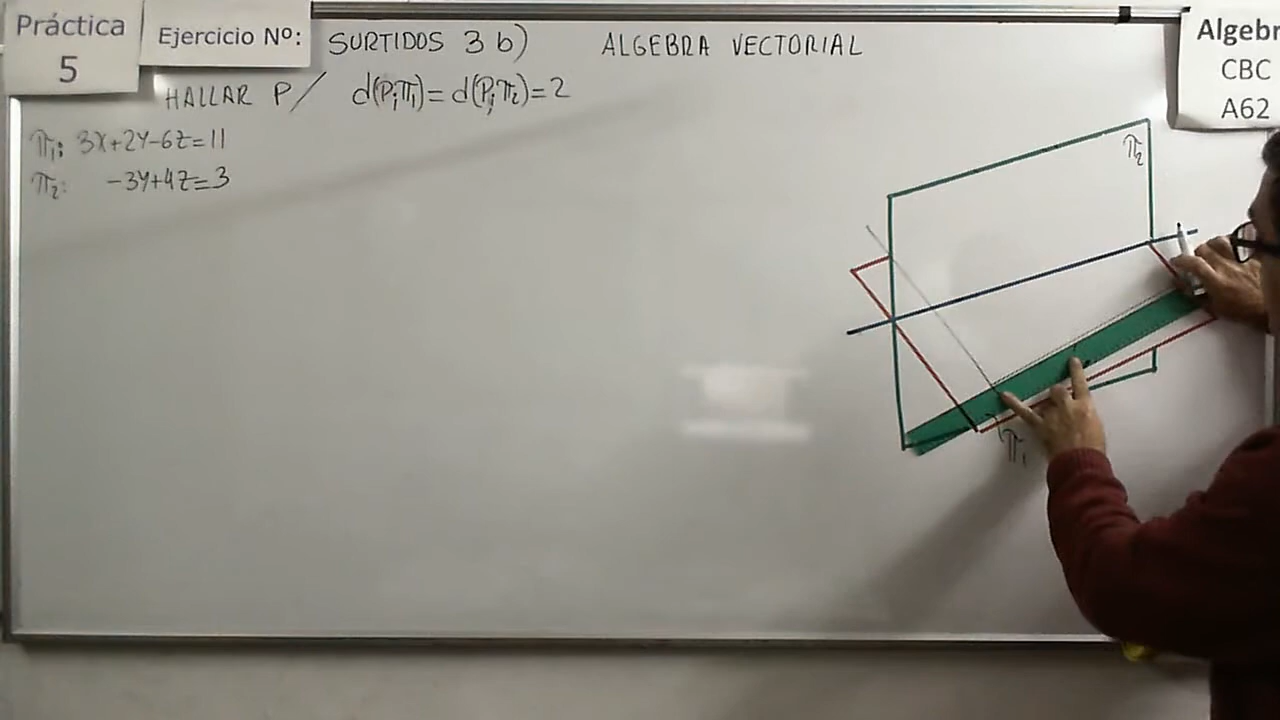 Práctica
5
Ejercicio Nº: SURTIDOS 3 b) ALGEBRA VECTORIAL
Algebr
CBC
A62
HALLAR P / d(P;π₁)=d(P;π₂)=2
π₁: 3X+2Y-6Z=11
π₂: -3Y+4Z=3
π₂
π₁